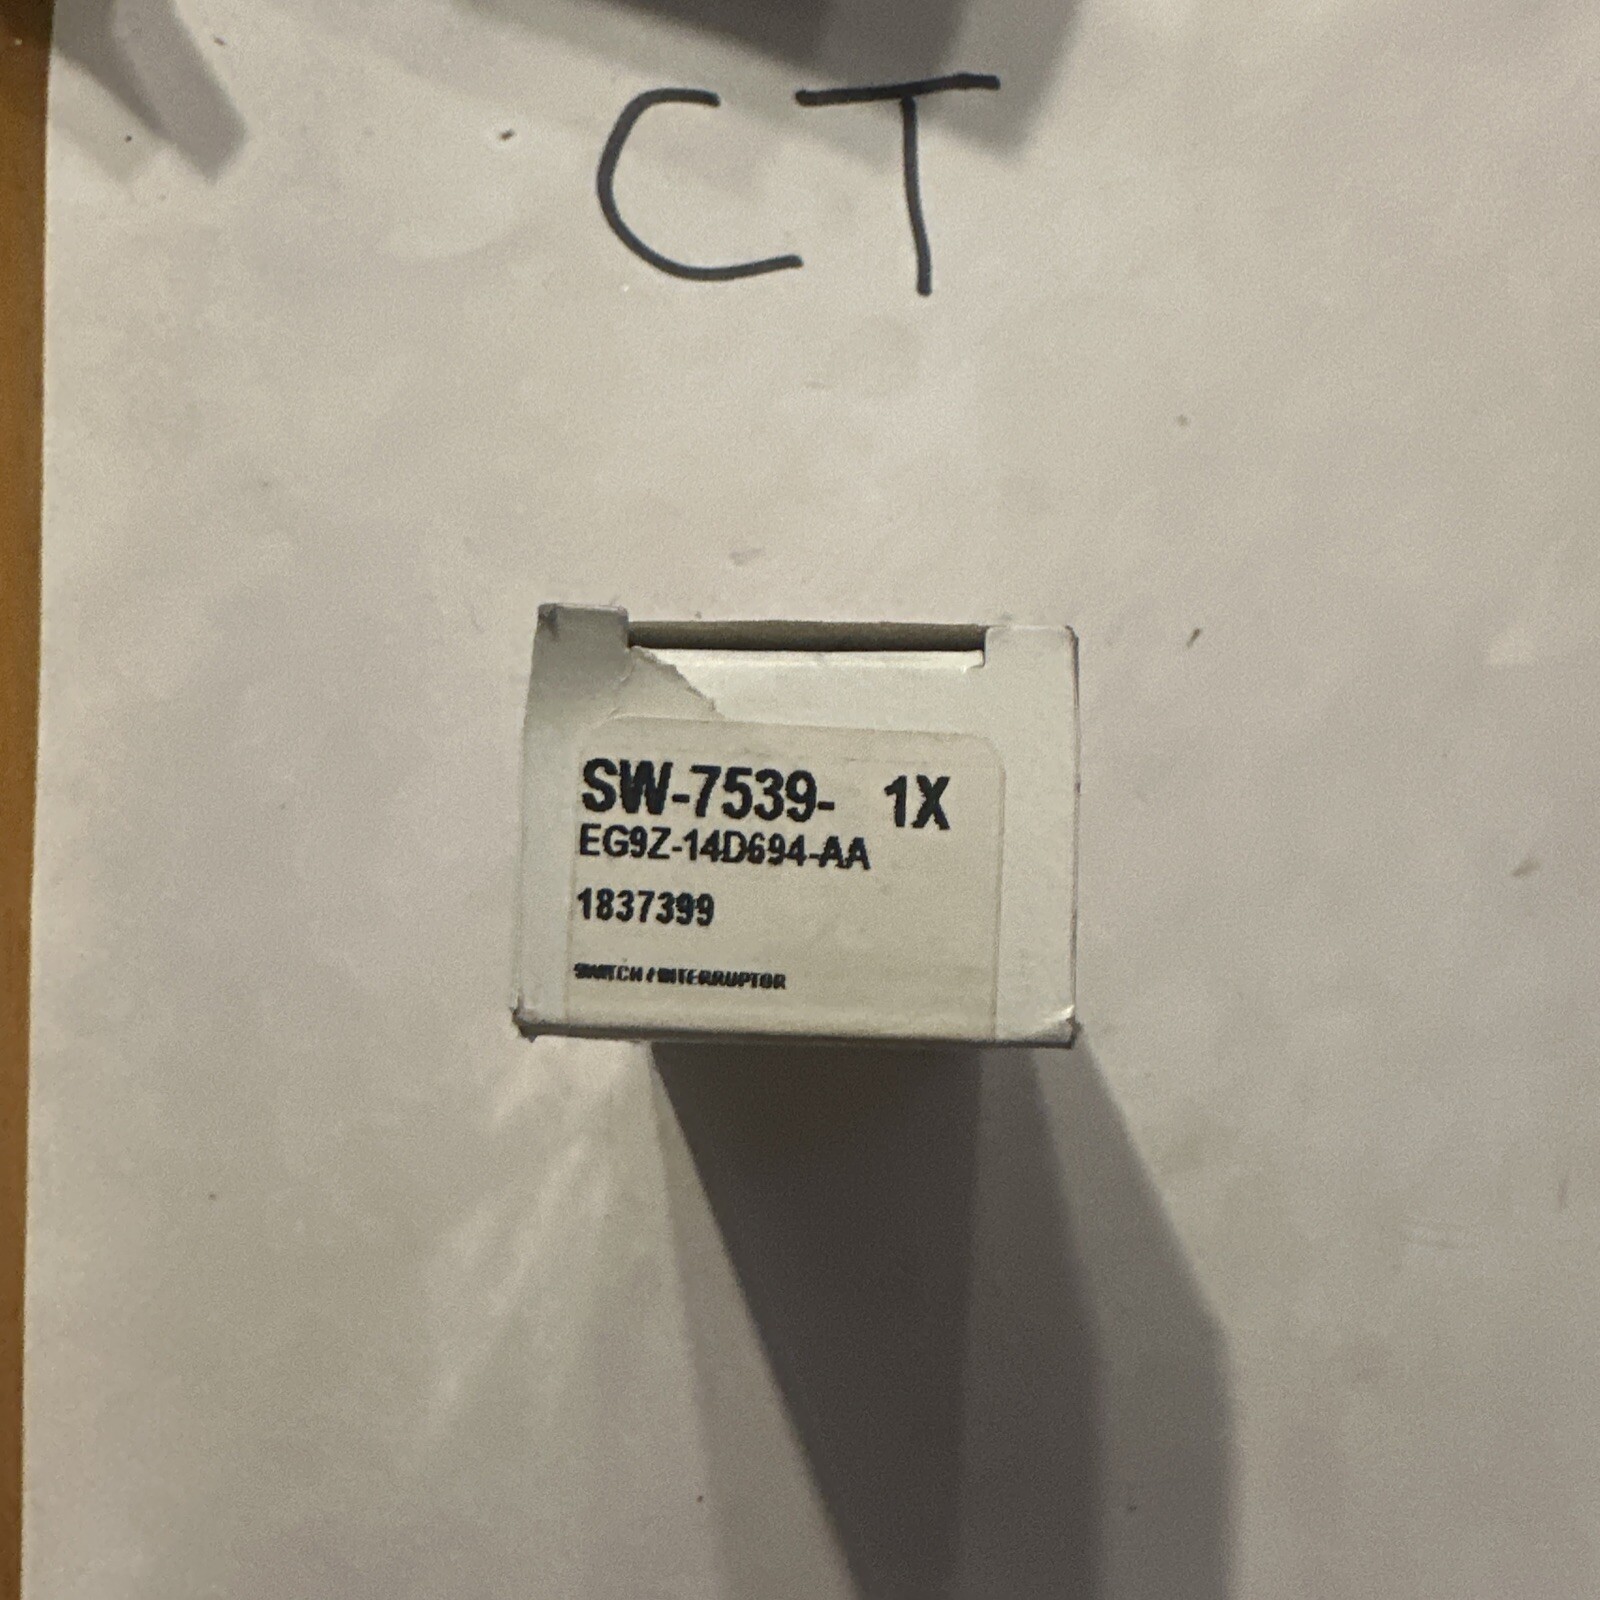 CT
SW-7539- 1X
EG9Z-14D694-AA
1837399
SWITCH / INTERRUPTOR